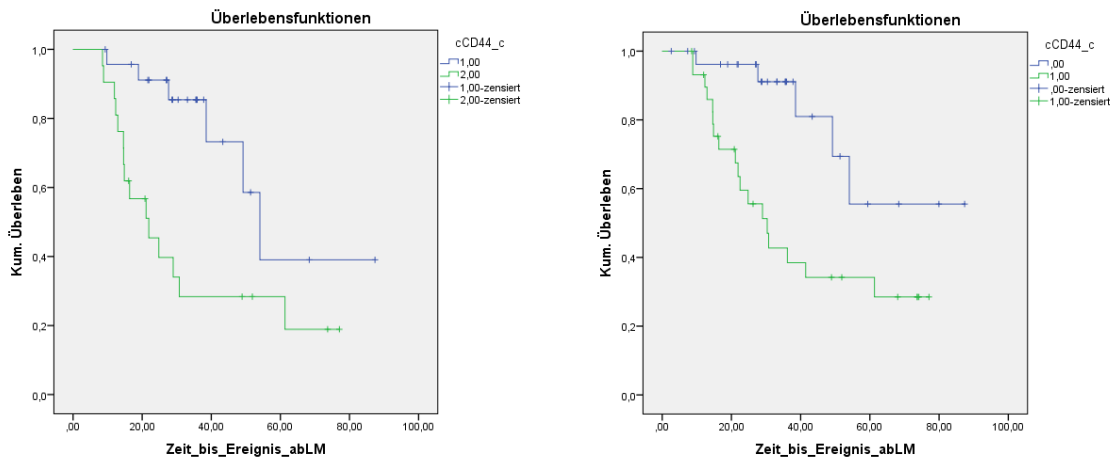 Überlebensfunktionen
cCD44_c
1,00
2,00
1,00-zensiert
2,00-zensiert
1,0
0,8
0,6
0,4
0,2
0,0
Kum. Überleben
,00 20,00 40,00 60,00 80,00 100,00
Zeit_bis_Ereignis_abLM
Überlebensfunktionen
cCD44_c
,00
1,00
,00-zensiert
1,00-zensiert
1,0
0,8
0,6
0,4
0,2
0,0
Kum. Überleben
,00 20,00 40,00 60,00 80,00 100,00
Zeit_bis_Ereignis_abLM